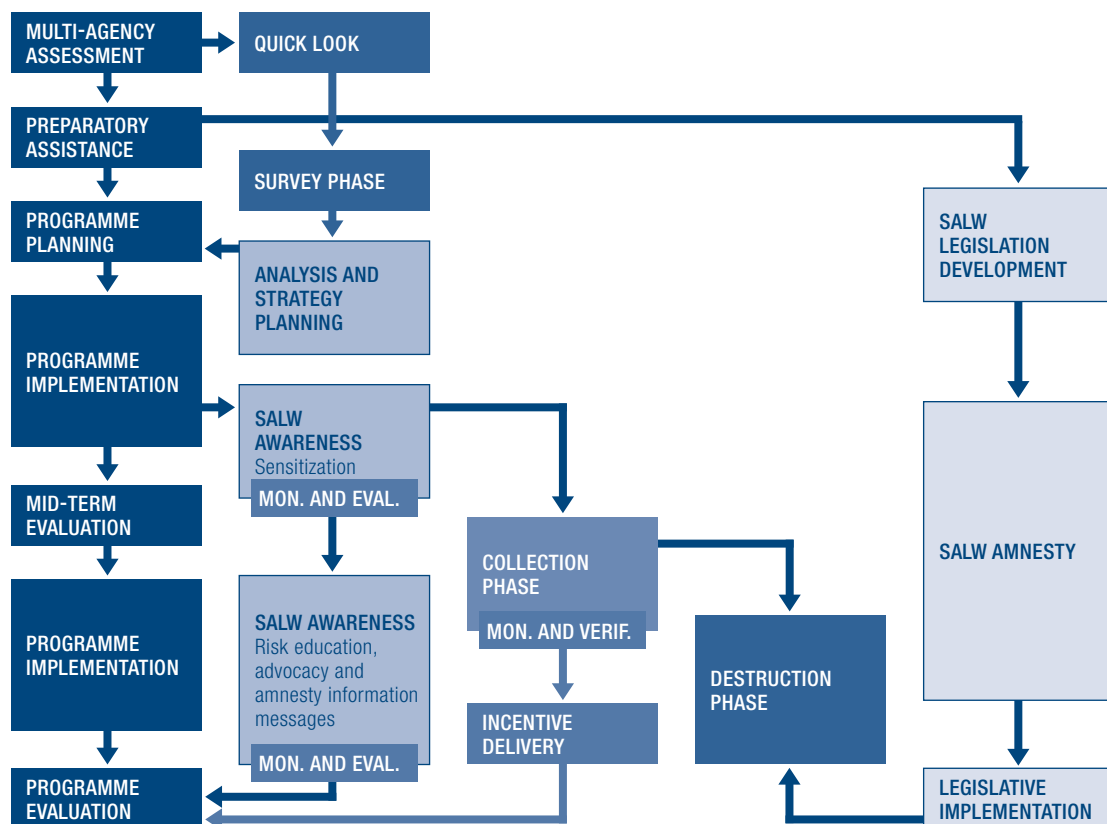 MULTI-AGENCY
ASSESSMENT
QUICK LOOK
PREPARATORY
ASSISTANCE
SURVEY PHASE
PROGRAMME
PLANNING
SALW
LEGISLATION
DEVELOPMENT
ANALYSIS AND
STRATEGY
PLANNING
PROGRAMME
IMPLEMENTATION
SALW
AWARENESS
Sensitization
MON. AND EVAL.
MID-TERM
EVALUATION
COLLECTION
PHASE
MON. AND VERIF.
SALW AMNESTY
PROGRAMME
IMPLEMENTATION
SALW AWARENESS
Risk education,
advocacy and
amnesty information
messages
MON. AND EVAL.
DESTRUCTION
PHASE
INCENTIVE
DELIVERY
PROGRAMME
EVALUATION
LEGISLATIVE
IMPLEMENTATION